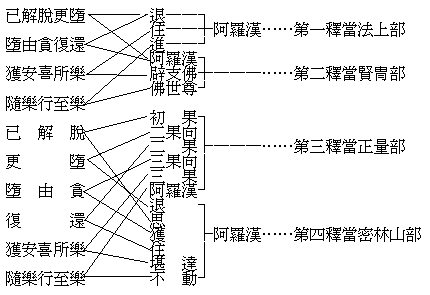 已解脫更墮
墮由貪復還
獲安喜所樂
隨樂行至樂
退
住
進
阿羅漢……第一釋當法上部
阿羅漢
辟支佛
佛世尊
……第二釋當賢冑部
已解脫
更墮
墮由貪
復還
獲安喜所樂
隨樂行至樂
初果
二果向
二果
三果向
三果
阿羅漢
……第三釋當正量部
退
思
獲
住
堪達
不動
阿羅漢……第四釋當密林山部